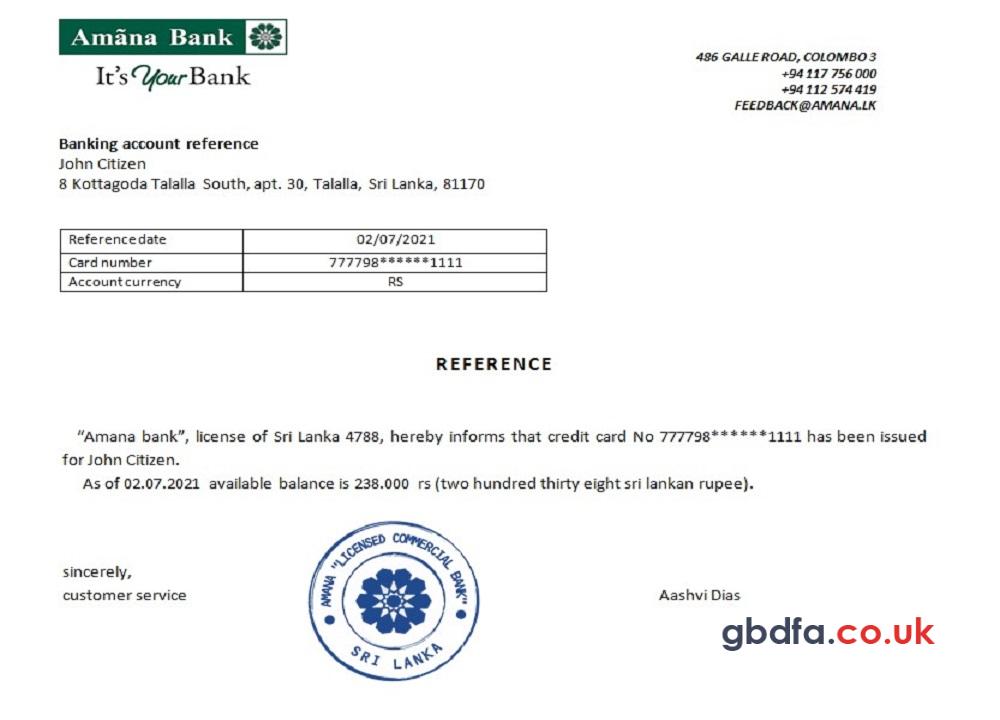 Amãna Bank
It's Your Bank
486 GALLE ROAD, COLOMBO 3
+94 117 756 000
+94 112 574 419
FEEDBACK@AMANA.LK
Banking account reference
John Citizen
8 Kottagoda Talalla South, apt. 30, Talalla, Sri Lanka, 81170
Reference date 02/07/2021
Card number 777798******1111
Account currency RS
REFERENCE
“Amana bank”, license of Sri Lanka 4788, hereby informs that credit card No 777798******1111 has been issued
for John Citizen.
As of 02.07.2021 available balance is 238.000 rs (two hundred thirty eight sri lankan rupee).
sincerely,
customer service
AMANA "LICENSED COMMERCIAL BANK"
SRI LANKA
Aashvi Dias
gbdfa.co.uk